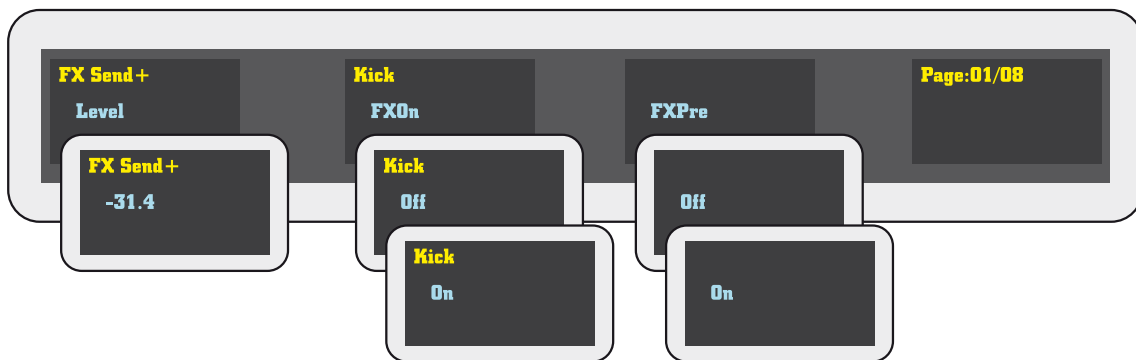 FX Send+
Kick
Page:01/08
Level
FXOn
FXPre
FX Send+
Kick
-31.4
Off
Off
Kick
On
On